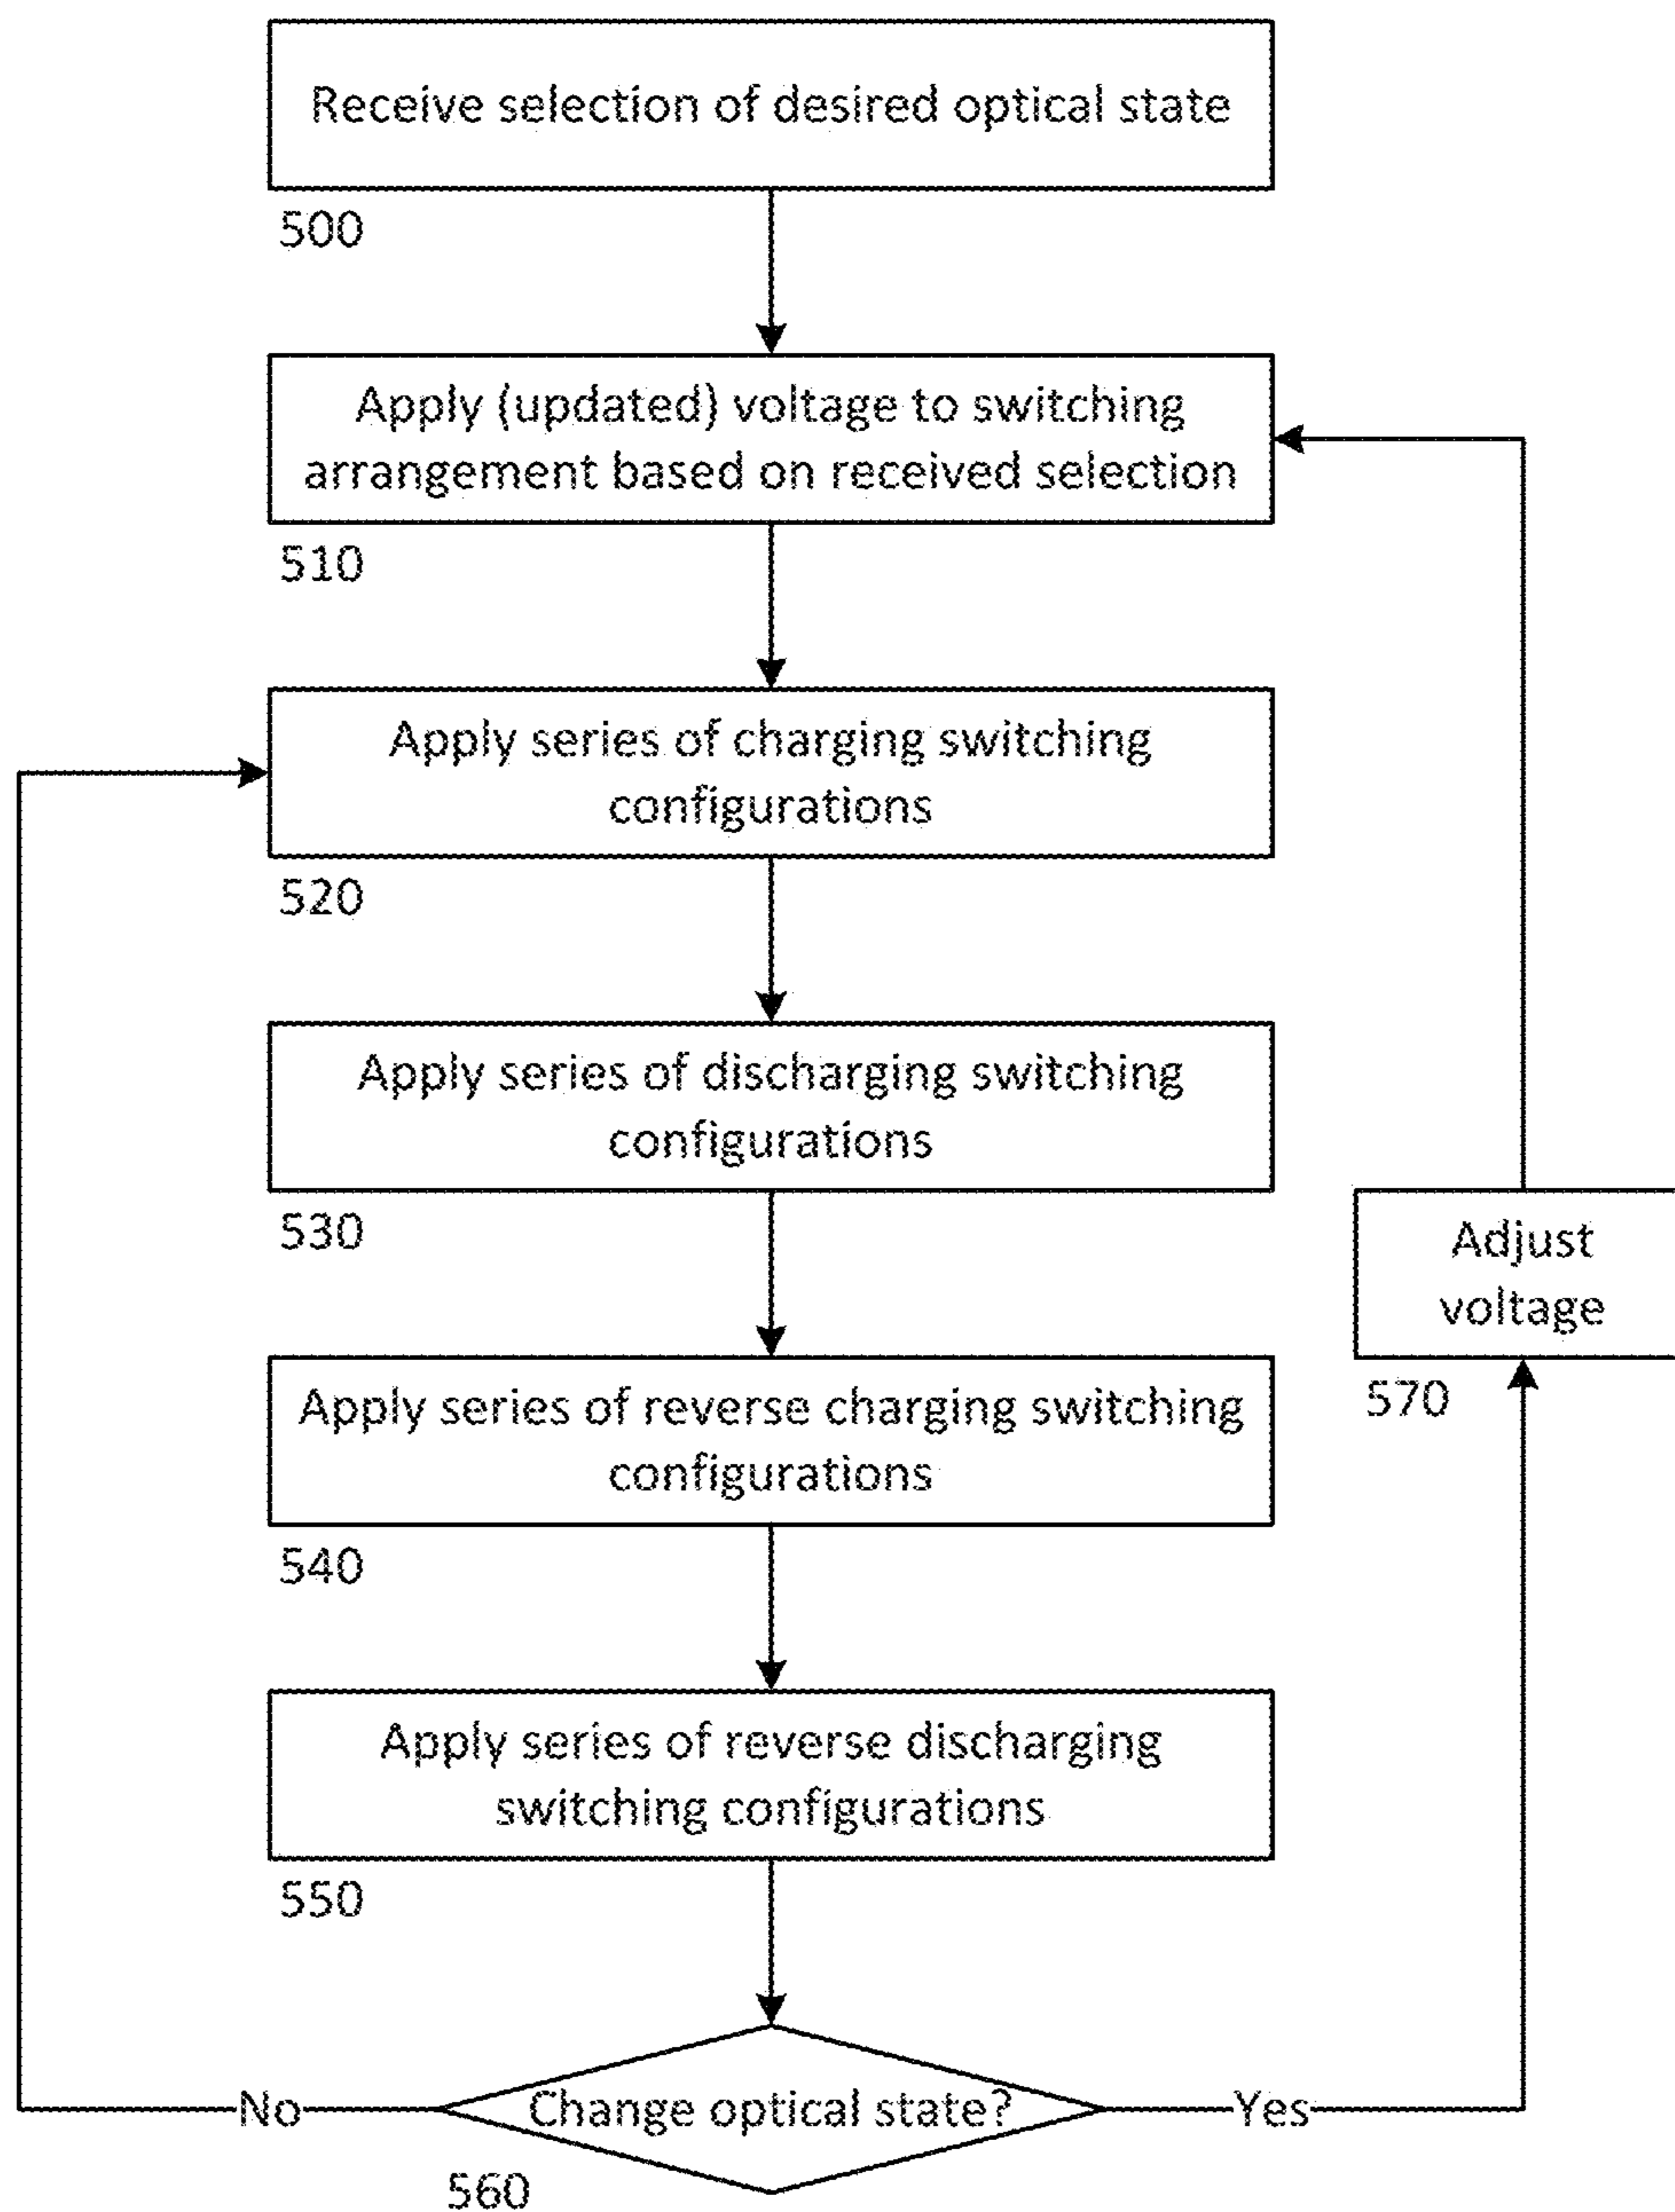 Receive selection of desired optical state
500
Apply (updated) voltage to switching
arrangement based on received selection
510
Apply series of charging switching
configurations
520
Apply series of discharging switching
configurations
530
Adjust
voltage
570
Apply series of reverse charging switching
configurations
540
Apply series of reverse discharging
switching configurations
550
No
Change optical state?
Yes
560